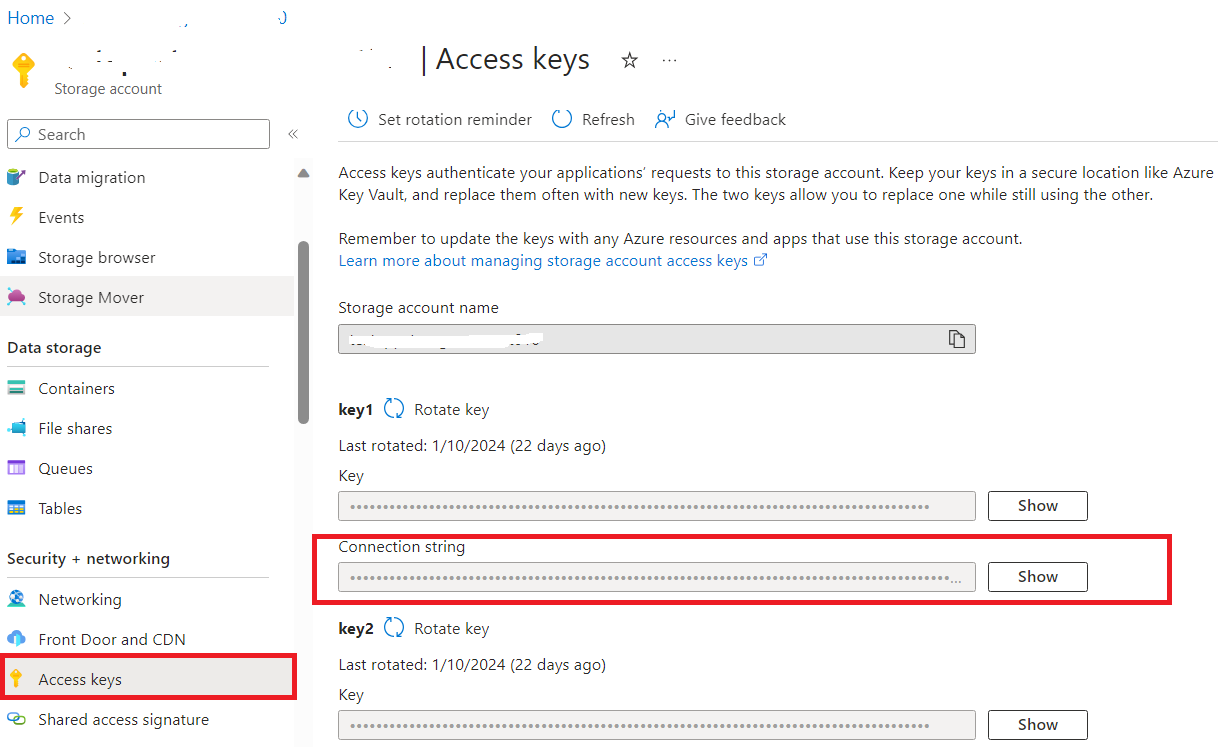 Home
| Access keys
...
Storage account
Search
«
Set rotation reminder
Refresh
Give feedback
Data migration
Events
Storage browser
Storage Mover
Data storage
Containers
File shares
Queues
Tables
Security + networking
Networking
Front Door and CDN
Access keys
Shared access signature
Access keys authenticate your applications' requests to this storage account. Keep your keys in a secure location like Azure
Key Vault, and replace them often with new keys. The two keys allow you to replace one while still using the other.
Remember to update the keys with any Azure resources and apps that use this storage account.
Learn more about managing storage account access keys
Storage account name
key1 Rotate key
Last rotated: 1/10/2024 (22 days ago)
Key
Show
Connection string
Show
key2 Rotate key
Last rotated: 1/10/2024 (22 days ago)
Key
Show